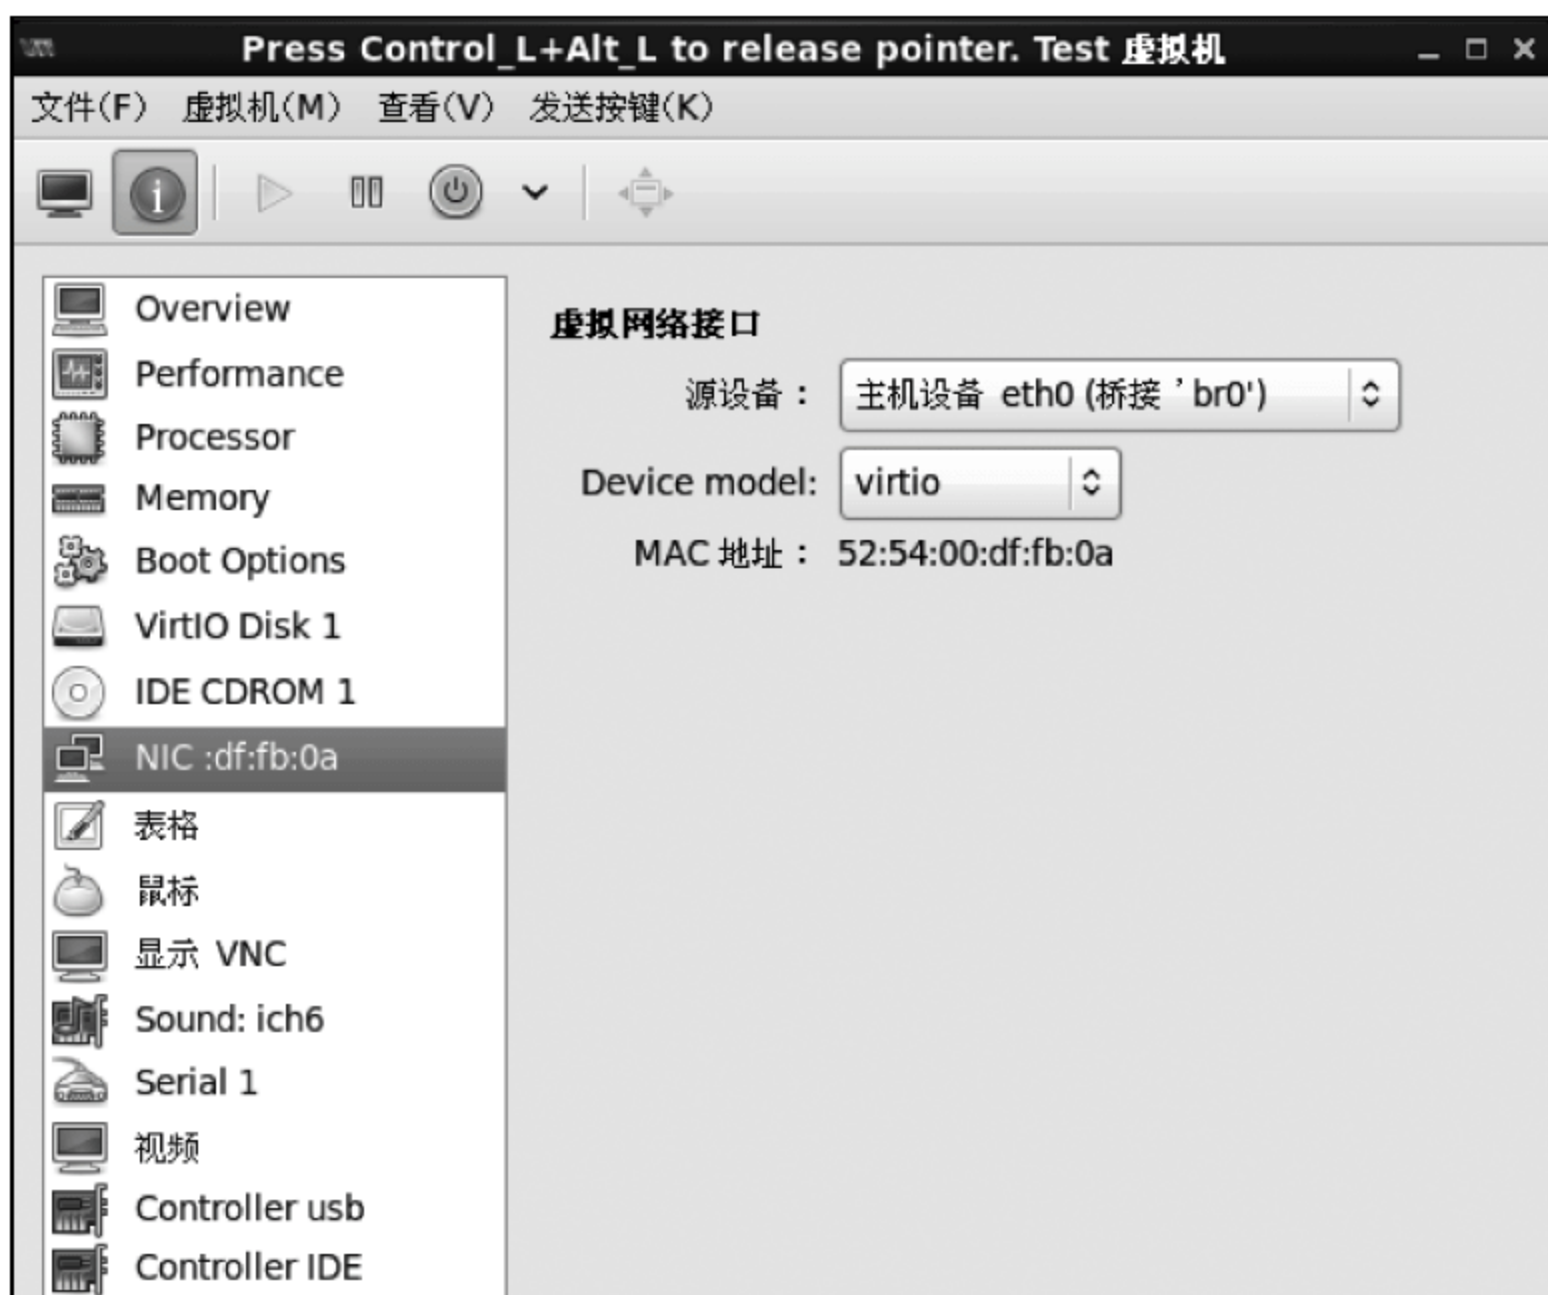 Press Control_L+Alt_L to release pointer. Test 虚拟机
文件(F) 虚拟机(M) 查看(V) 发送按键(K)
Overview
Performance
Processor
Memory
Boot Options
VirtIO Disk 1
IDE CDROM 1
NIC :df:fb:0a
表格
鼠标
显示 VNC
Sound: ich6
Serial 1
视频
Controller usb
Controller IDE
虚拟网络接口
源设备： 主机设备 eth0 (桥接 'br0')
Device model: virtio
MAC 地址： 52:54:00:df:fb:0a